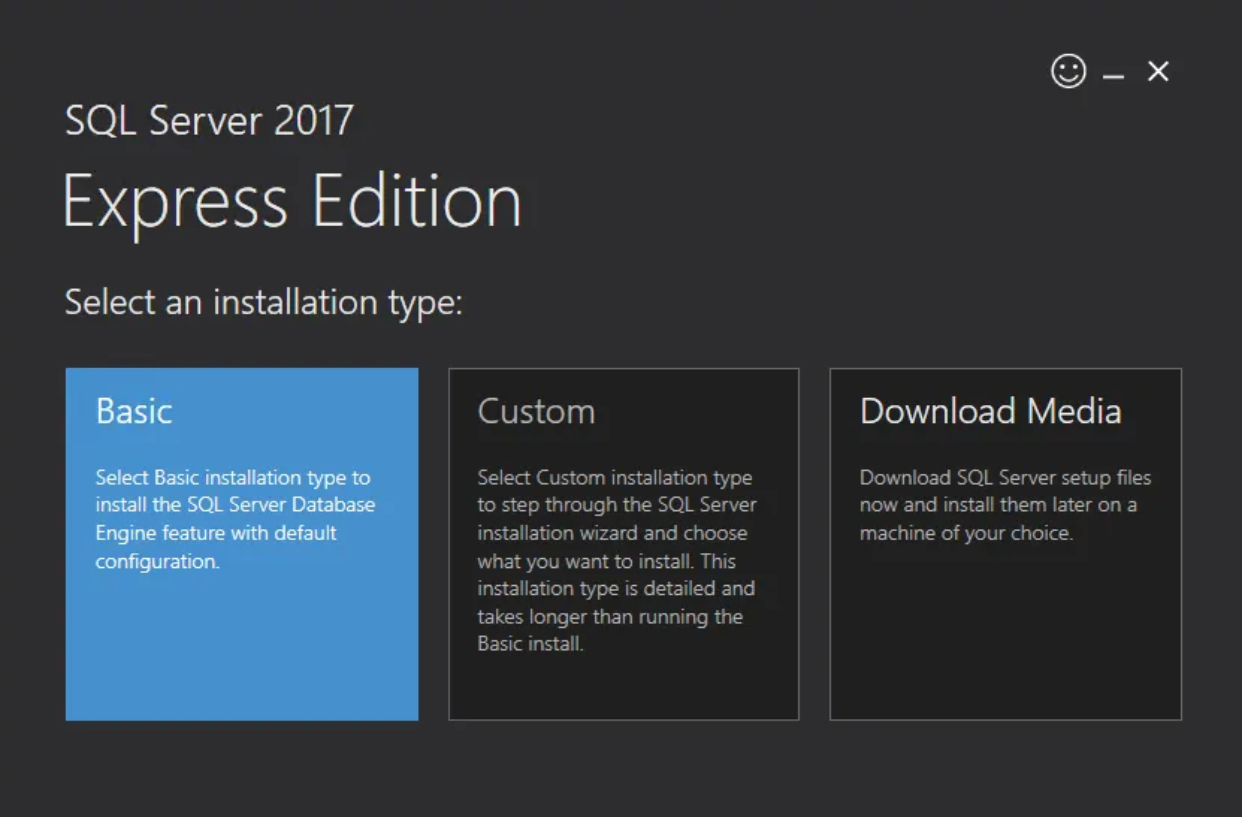 SQL Server 2017
Express Edition
Select an installation type:
Basic
Select Basic installation type to
install the SQL Server Database
Engine feature with default
configuration.
Custom
Select Custom installation type
to step through the SQL Server
installation wizard and choose
what you want to install. This
installation type is detailed and
takes longer than running the
Basic install.
Download Media
Download SQL Server setup files
now and install them later on a
machine of your choice.